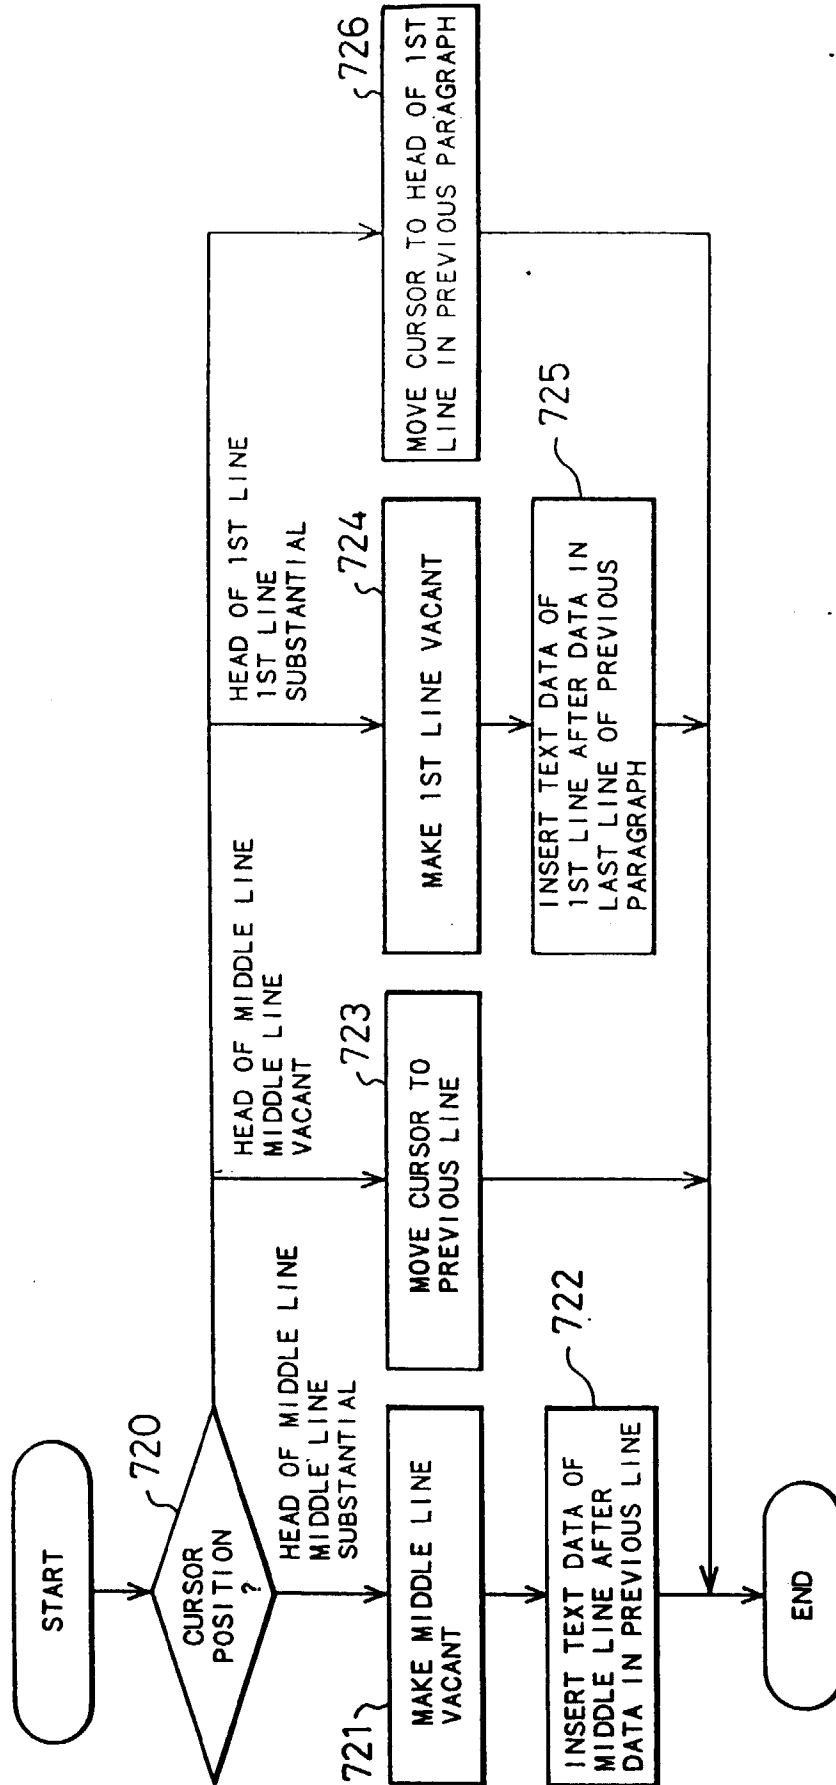 START
720
CURSOR
POSITION
?
HEAD OF MIDDLE LINE
MIDDLE LINE
SUBSTANTIAL
HEAD OF MIDDLE LINE
MIDDLE LINE
VACANT
HEAD OF 1ST LINE
1ST LINE
SUBSTANTIAL
721
MAKE MIDDLE LINE
VACANT
723
MOVE CURSOR TO
PREVIOUS LINE
724
MAKE 1ST LINE VACANT
726
MOVE CURSOR TO HEAD OF 1ST
LINE IN PREVIOUS PARAGRAPH
722
INSERT TEXT DATA OF
MIDDLE LINE AFTER
DATA IN PREVIOUS LINE
725
INSERT TEXT DATA OF
1ST LINE AFTER DATA IN
LAST LINE OF PREVIOUS
PARAGRAPH
END